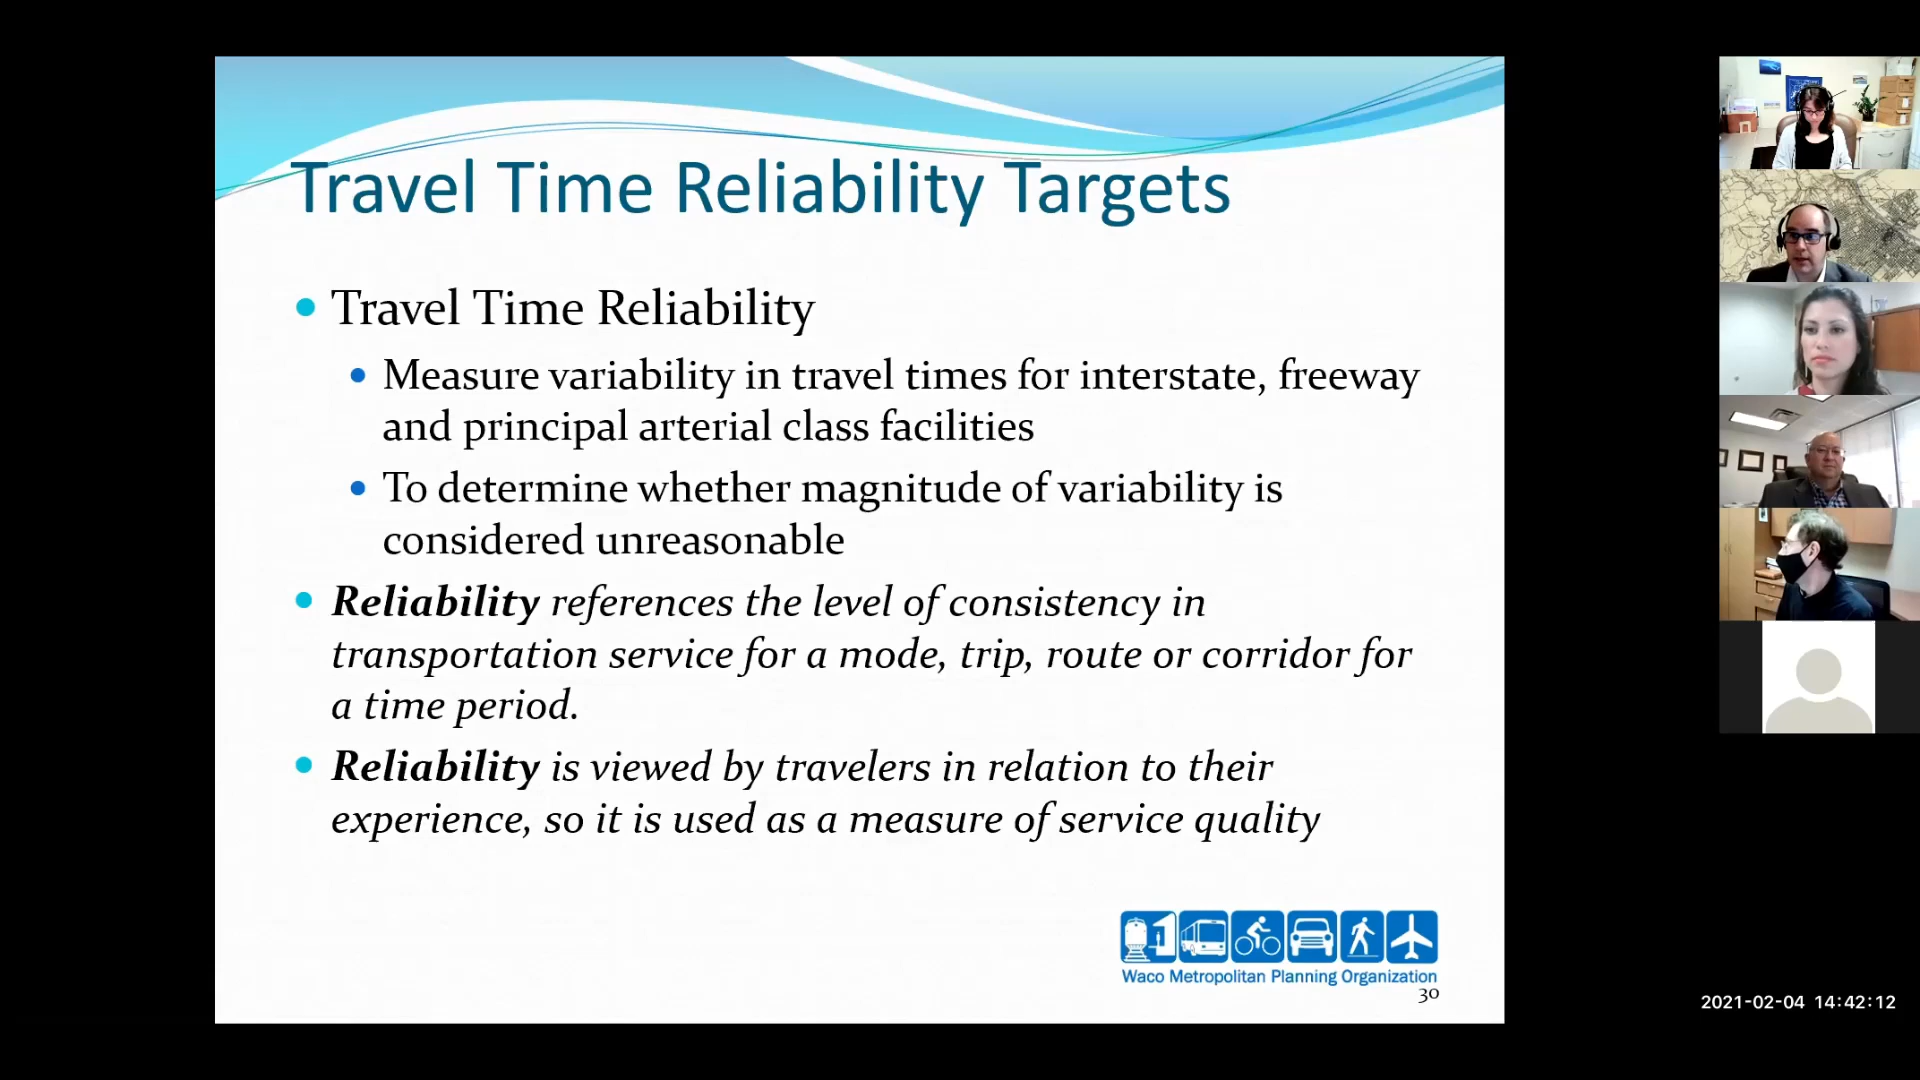 Travel Time Reliability Targets
• Travel Time Reliability
• Measure variability in travel times for interstate, freeway
and principal arterial class facilities
• To determine whether magnitude of variability is
considered unreasonable
• Reliability references the level of consistency in
transportation service for a mode, trip, route or corridor for
a time period.
• Reliability is viewed by travelers in relation to their
experience, so it is used as a measure of service quality
Waco Metropolitan Planning Organization
30
2021-02-04 14:42:12